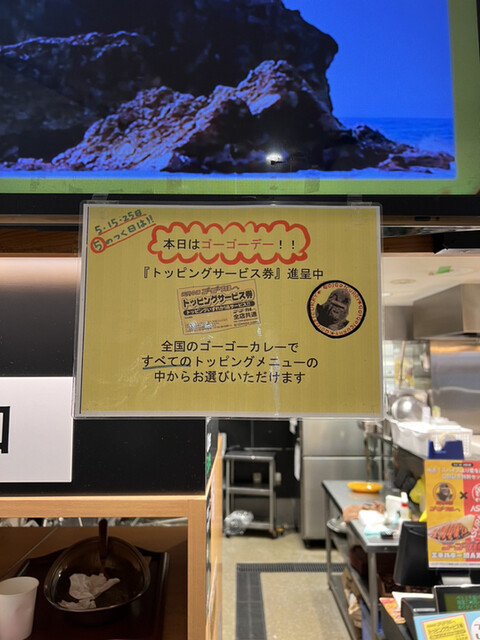 5・15・25日
5のつく日は!!
本日はゴーゴーデー！！
『トッピングサービス券』進呈中
トッピングサービス券
全店共通
全国のゴーゴーカレーで
すべてのトッピングメニューの
中からお選びいただけます